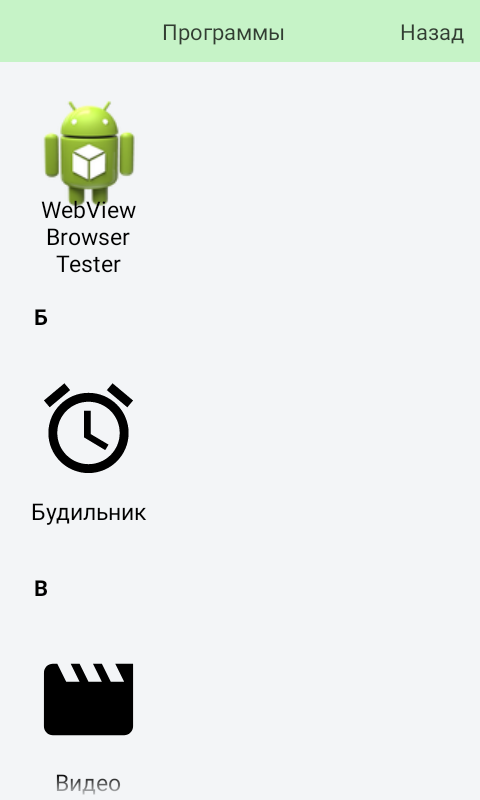 Программы
Назад
WebView
Browser
Tester
Б
Будильник
В
Видео